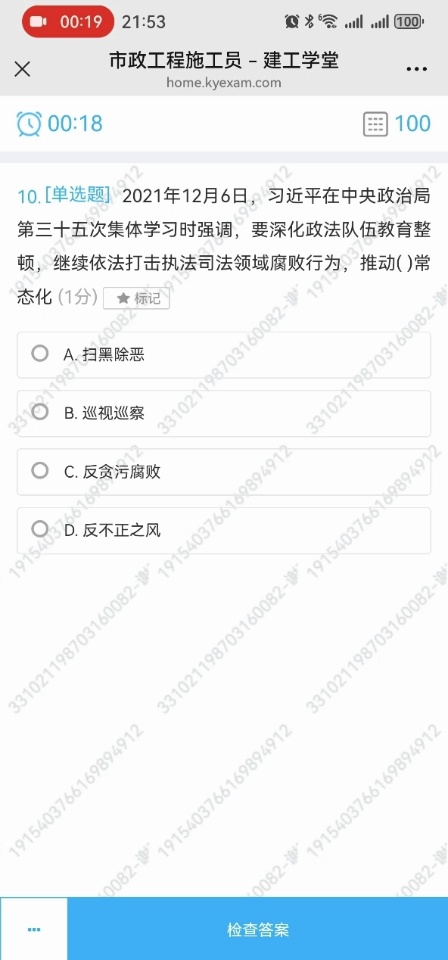 00:19 21:53 100
市政工程施工员 – 建工学堂
home.kyexam.com
00:18 100
10.[单选题] 2021年12月6日，习近平在中央政治局
第三十五次集体学习时强调，要深化政法队伍教育整
顿，继续依法打击执法司法领域腐败行为，推动( )常
态化 (1分) ★ 标记
A. 扫黑除恶
B. 巡视巡察
C. 反贪污腐败
D. 反不正之风
检查答案